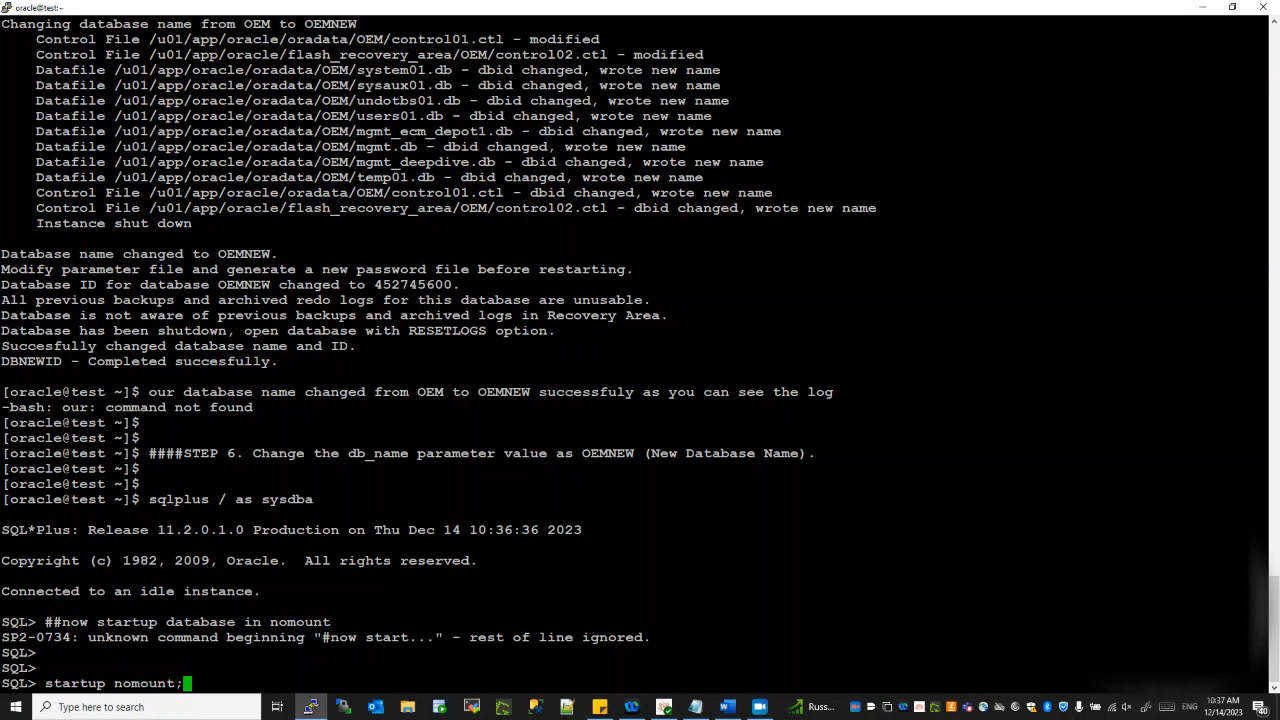 oracle@test:~
Changing database name from OEM to OEMNEW
    Control File /u01/app/oracle/oradata/OEM/control01.ctl - modified
    Control File /u01/app/oracle/flash_recovery_area/OEM/control02.ctl - modified
    Datafile /u01/app/oracle/oradata/OEM/system01.db - dbid changed, wrote new name
    Datafile /u01/app/oracle/oradata/OEM/sysaux01.db - dbid changed, wrote new name
    Datafile /u01/app/oracle/oradata/OEM/undotbs01.db - dbid changed, wrote new name
    Datafile /u01/app/oracle/oradata/OEM/users01.db - dbid changed, wrote new name
    Datafile /u01/app/oracle/oradata/OEM/mgmt_ecm_depot1.db - dbid changed, wrote new name
    Datafile /u01/app/oracle/oradata/OEM/mgmt.db - dbid changed, wrote new name
    Datafile /u01/app/oracle/oradata/OEM/mgmt_deepdive.db - dbid changed, wrote new name
    Datafile /u01/app/oracle/oradata/OEM/temp01.db - dbid changed, wrote new name
    Control File /u01/app/oracle/oradata/OEM/control01.ctl - dbid changed, wrote new name
    Control File /u01/app/oracle/flash_recovery_area/OEM/control02.ctl - dbid changed, wrote new name
    Instance shut down
Database name changed to OEMNEW.
Modify parameter file and generate a new password file before restarting.
Database ID for database OEMNEW changed to 452745600.
All previous backups and archived redo logs for this database are unusable.
Database is not aware of previous backups and archived logs in Recovery Area.
Database has been shutdown, open database with RESETLOGS option.
Succesfully changed database name and ID.
DBNEWID - Completed succesfully.
[oracle@test ~]$ our database name changed from OEM to OEMNEW successfuly as you can see the log
-bash: our: command not found
[oracle@test ~]$
[oracle@test ~]$
[oracle@test ~]$ ####STEP 6. Change the db_name parameter value as OEMNEW (New Database Name).
[oracle@test ~]$
[oracle@test ~]$
[oracle@test ~]$ sqlplus / as sysdba
SQL*Plus: Release 11.2.0.1.0 Production on Thu Dec 14 10:36:36 2023
Copyright (c) 1982, 2009, Oracle.  All rights reserved.
Connected to an idle instance.
SQL> ##now startup database in nomount
SP2-0734: unknown command beginning "#now start..." - rest of line ignored.
SQL>
SQL>
SQL> startup nomount;
Type here to search
Russ...
10:37 AM
12/14/2023
40